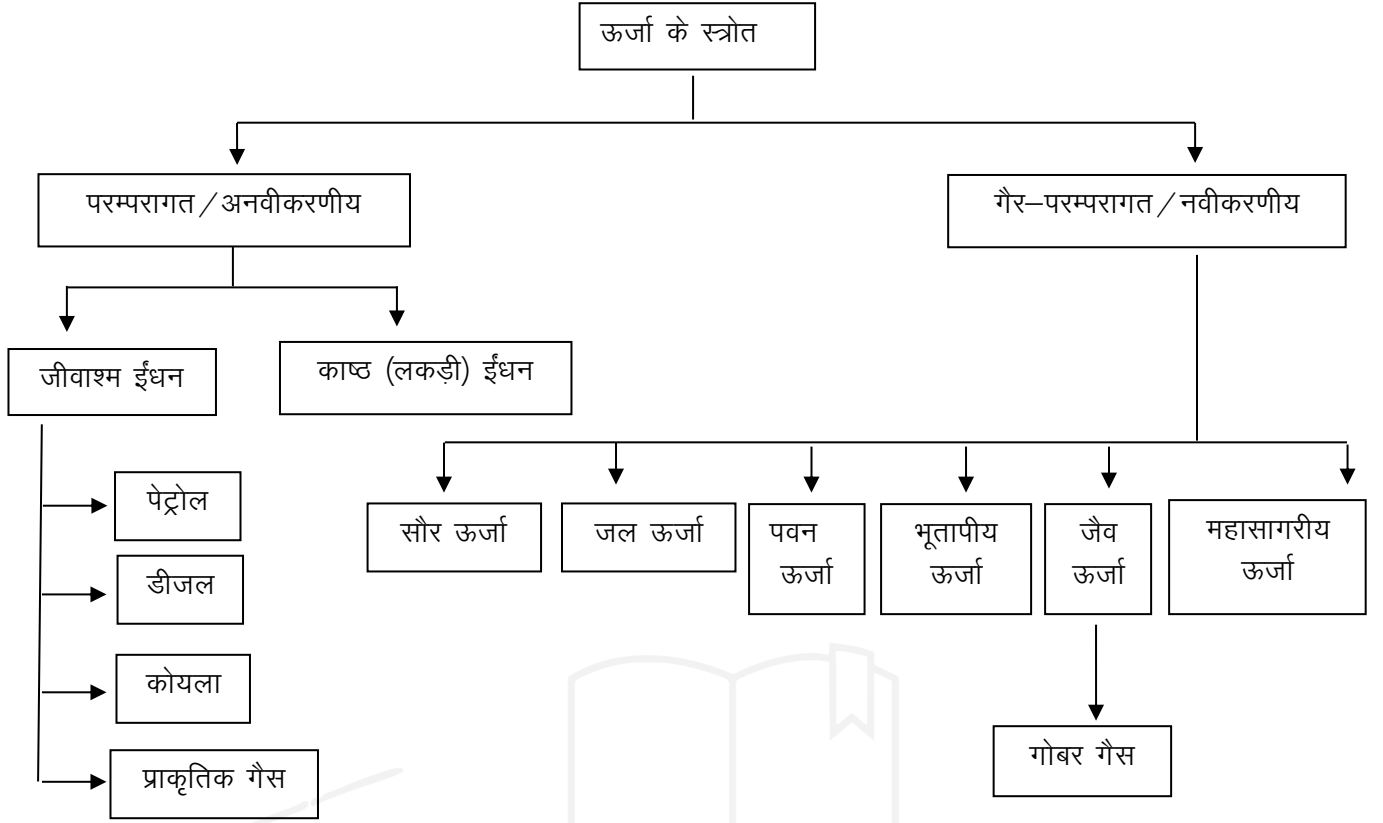 ऊर्जा के स्त्रोत
परम्परागत/अनवीकरणीय
गैर–परम्परागत/नवीकरणीय
जीवाश्म ईंधन
काष्ठ (लकड़ी) ईंधन
पेट्रोल
डीजल
कोयला
प्राकृतिक गैस
सौर ऊर्जा
जल ऊर्जा
पवन
ऊर्जा
भूतापीय
ऊर्जा
जैव
ऊर्जा
महासागरीय
ऊर्जा
गोबर गैस